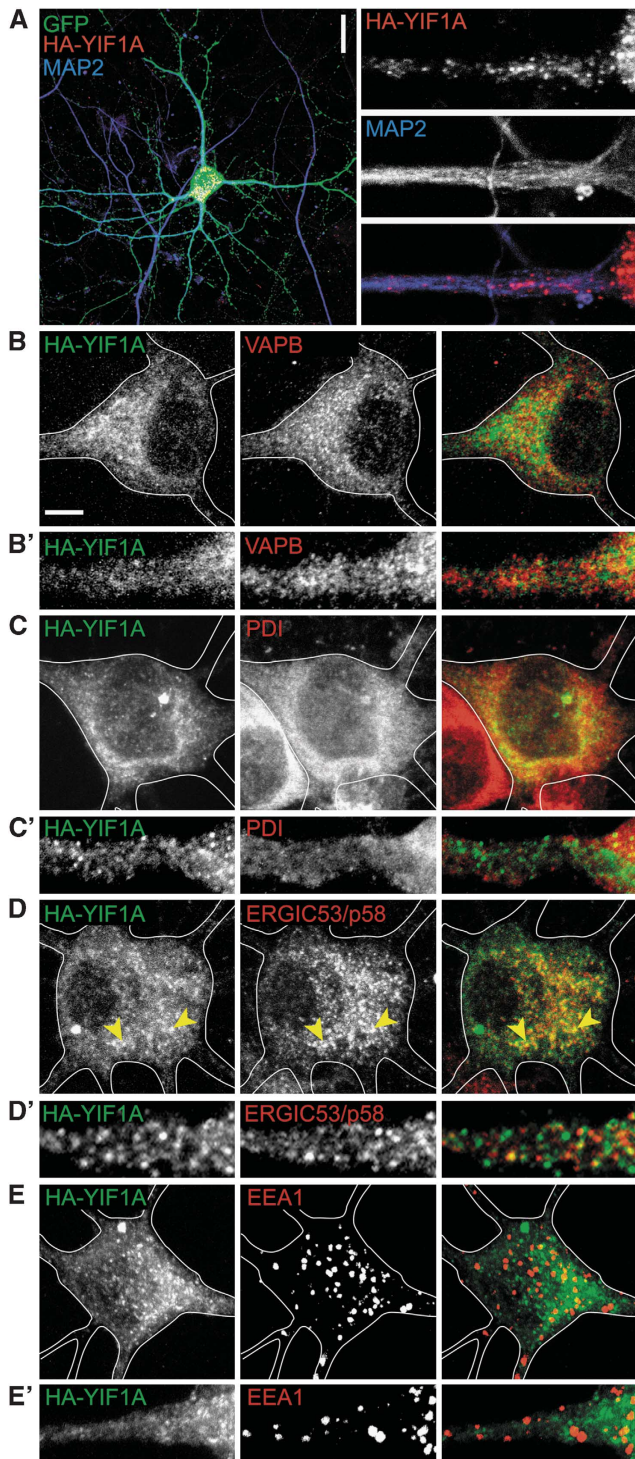 A
GFP
HA-YIF1A
MAP2
HA-YIF1A
MAP2
B
HA-YIF1A
VAPB
B'
HA-YIF1A
VAPB
C
HA-YIF1A
PDI
C'
HA-YIF1A
PDI
D
HA-YIF1A
ERGIC53/p58
D'
HA-YIF1A
ERGIC53/p58
E
HA-YIF1A
EEA1
E'
HA-YIF1A
EEA1